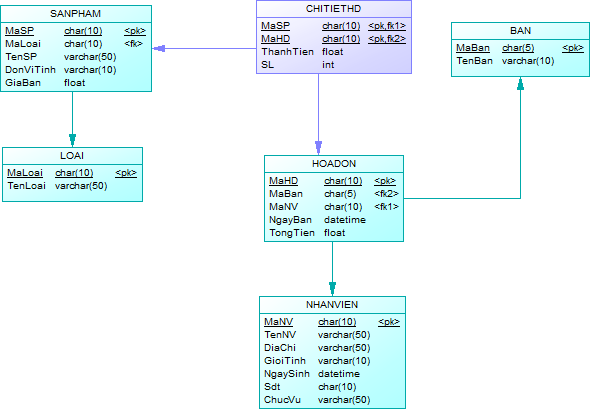 SANPHAM
MaSP char(10) <pk>
MaLoai char(10) <fk>
TenSP varchar(50)
DonViTinh varchar(10)
GiaBan float
CHITIETHD
MaSP char(10) <pk,fk1>
MaHD char(10) <pk,fk2>
ThanhTien float
SL int
BAN
MaBan char(5) <pk>
TenBan varchar(10)
LOAI
MaLoai char(10) <pk>
TenLoai varchar(50)
HOADON
MaHD char(10) <pk>
MaBan char(5) <fk2>
MaNV char(10) <fk1>
NgayBan datetime
TongTien float
NHANVIEN
MaNV char(10) <pk>
TenNV varchar(50)
DiaChi varchar(50)
GioiTinh varchar(10)
NgaySinh datetime
Sdt char(10)
ChucVu varchar(50)